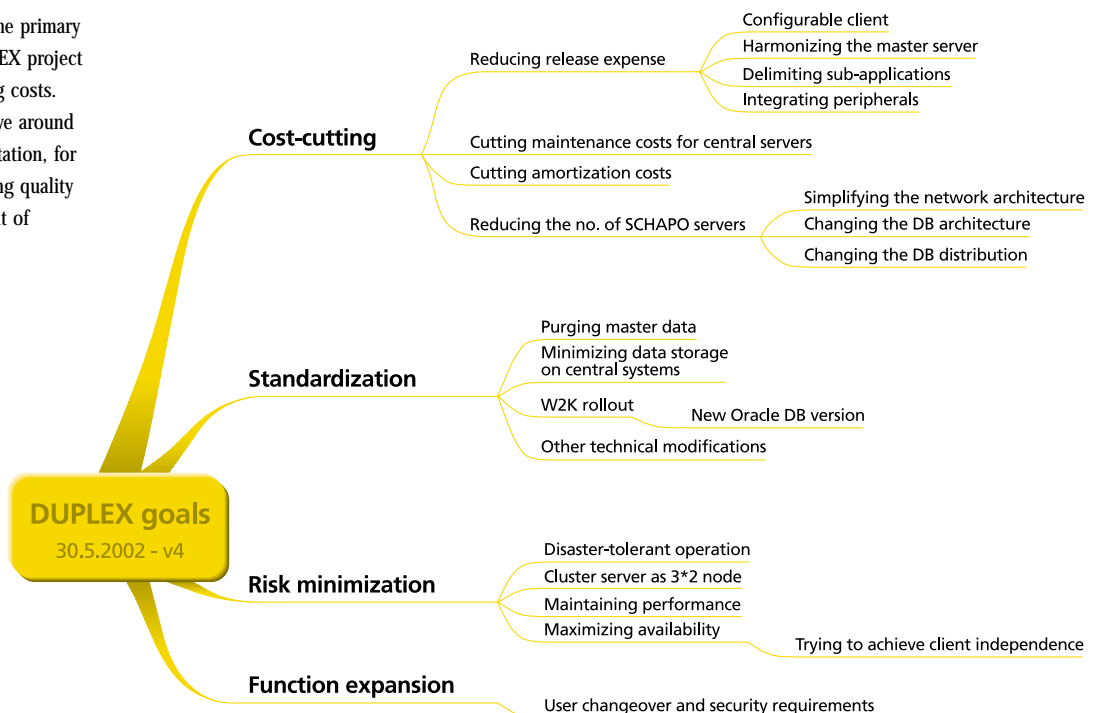 primary
EX project
costs.
around
tation, for
quality
of
Cost-cutting
Reducing release expense
Configurable client
Harmonizing the master server
Delimiting sub-applications
Integrating peripherals
Cutting maintenance costs for central servers
Cutting amortization costs
Reducing the no. of SCHAPO servers
Simplifying the network architecture
Changing the DB architecture
Changing the DB distribution
Standardization
Purging master data
Minimizing data storage
on central systems
W2K rollout
New Oracle DB version
Other technical modifications
DUPLEX goals
30.5.2002 - v4
Risk minimization
Disaster-tolerant operation
Cluster server as 3*2 node
Maintaining performance
Maximizing availability
Trying to achieve client independence
Function expansion
User changeover and security requirements